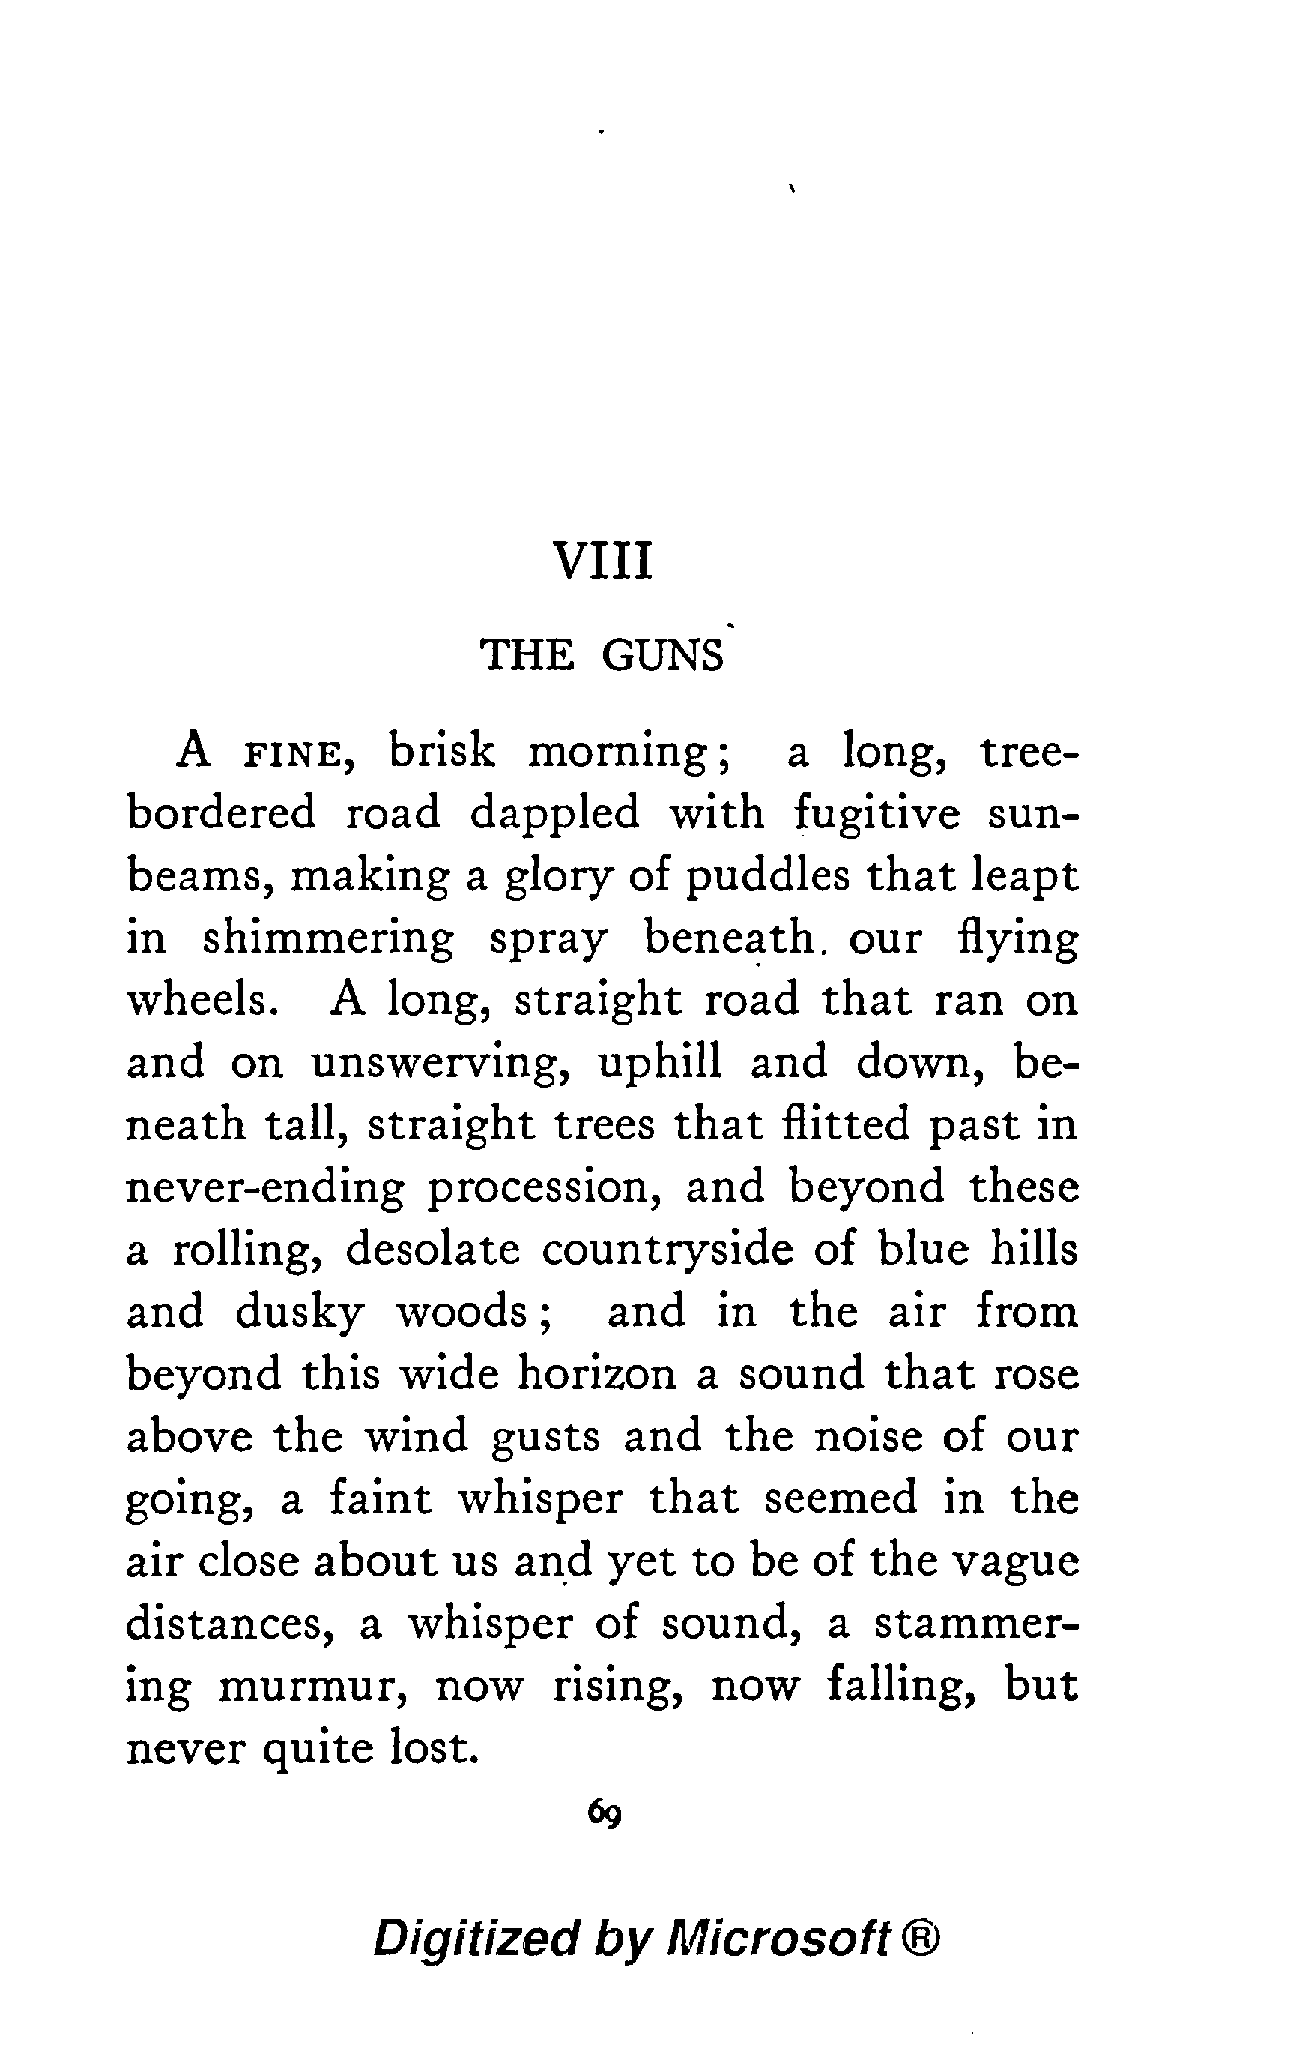 VIII
THE GUNS
A FINE, brisk morning; a long, tree-
bordered road dappled with fugitive sun-
beams, making a glory of puddles that leapt
in shimmering spray beneath. our flying
wheels. A long, straight road that ran on
and on unswerving, uphill and down, be-
neath tall, straight trees that flitted past in
never-ending procession, and beyond these
a rolling, desolate countryside of blue hills
and dusky woods; and in the air from
beyond this wide horizon a sound that rose
above the wind gusts and the noise of our
going, a faint whisper that seemed in the
air close about us and yet to be of the vague
distances, a whisper of sound, a stammer-
ing murmur, now rising, now falling, but
never quite lost.
69
Digitized by Microsoft ®